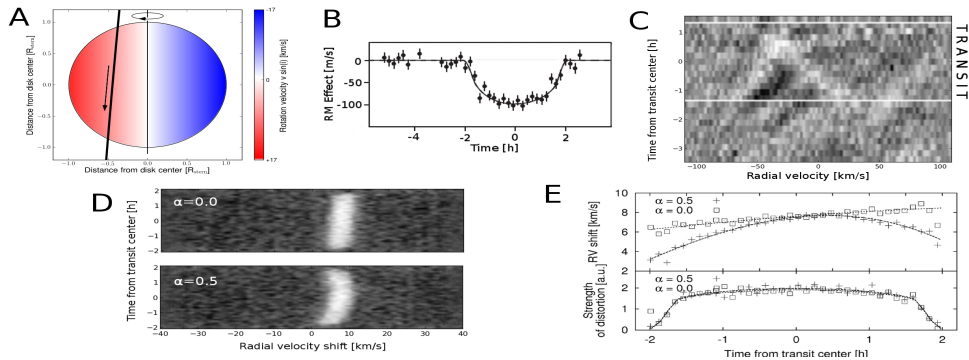 A
1.0
0.5
0.0
-0.5
-1.0
Distance from disk center [R_stern]
-1.0 -0.5 0.0 0.5 1.0
Distance from disk center [R_stern]
-17
0
+17
Rotation velocity v sin(i) [km/s]
B
0
-50
-100
RM Effect [m/s]
-4 -2 0 2
Time [h]
C
1
0
-1
-2
-3
Time from transit center [h]
-100 -50 0 50 100
Radial velocity [km/s]
TRANSIT
D
α=0.0
2
1
0
-1
-2
α=0.5
2
1
0
-1
-2
Time from transit center [h]
-40 -30 -20 -10 0 10 20 30 40
Radial velocity shift [km/s]
E
α = 0.5
α = 0.0
10
8
6
4
2
RV shift [km/s]
α = 0.5
α = 0.0
2
1
0
Strength
of distortion [a.u.]
-2 -1 0 1 2
Time from transit center [h]